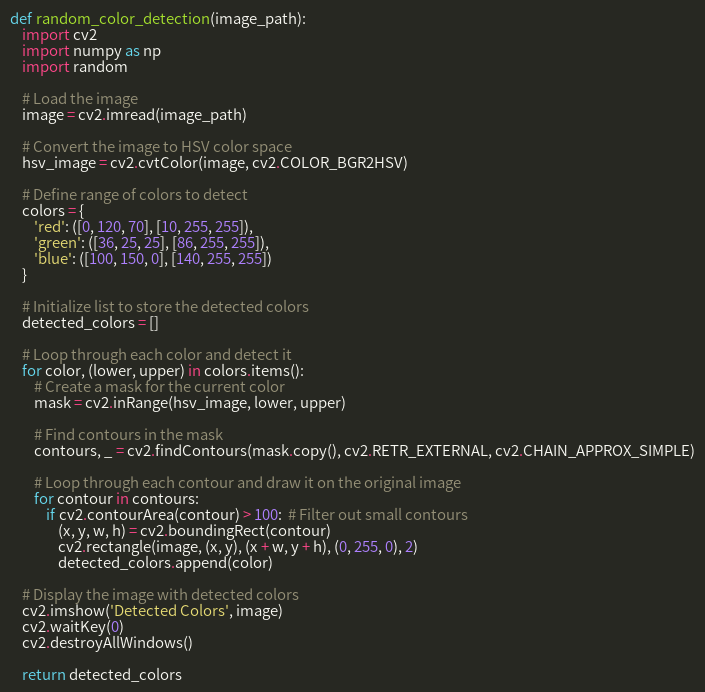 def random_color_detection(image_path):
    import cv2
    import numpy as np
    import random

    # Load the image
    image = cv2.imread(image_path)

    # Convert the image to HSV color space
    hsv_image = cv2.cvtColor(image, cv2.COLOR_BGR2HSV)

    # Define range of colors to detect
    colors = {
        'red': ([0, 120, 70], [10, 255, 255]),
        'green': ([36, 25, 25], [86, 255, 255]),
        'blue': ([100, 150, 0], [140, 255, 255])
    }

    # Initialize list to store the detected colors
    detected_colors = []

    # Loop through each color and detect it
    for color, (lower, upper) in colors.items():
        # Create a mask for the current color
        mask = cv2.inRange(hsv_image, lower, upper)

        # Find contours in the mask
        contours, _ = cv2.findContours(mask.copy(), cv2.RETR_EXTERNAL, cv2.CHAIN_APPROX_SIMPLE)

        # Loop through each contour and draw it on the original image
        for contour in contours:
            if cv2.contourArea(contour) > 100:  # Filter out small contours
                (x, y, w, h) = cv2.boundingRect(contour)
                cv2.rectangle(image, (x, y), (x + w, y + h), (0, 255, 0), 2)
                detected_colors.append(color)

    # Display the image with detected colors
    cv2.imshow('Detected Colors', image)
    cv2.waitKey(0)
    cv2.destroyAllWindows()

    return detected_colors